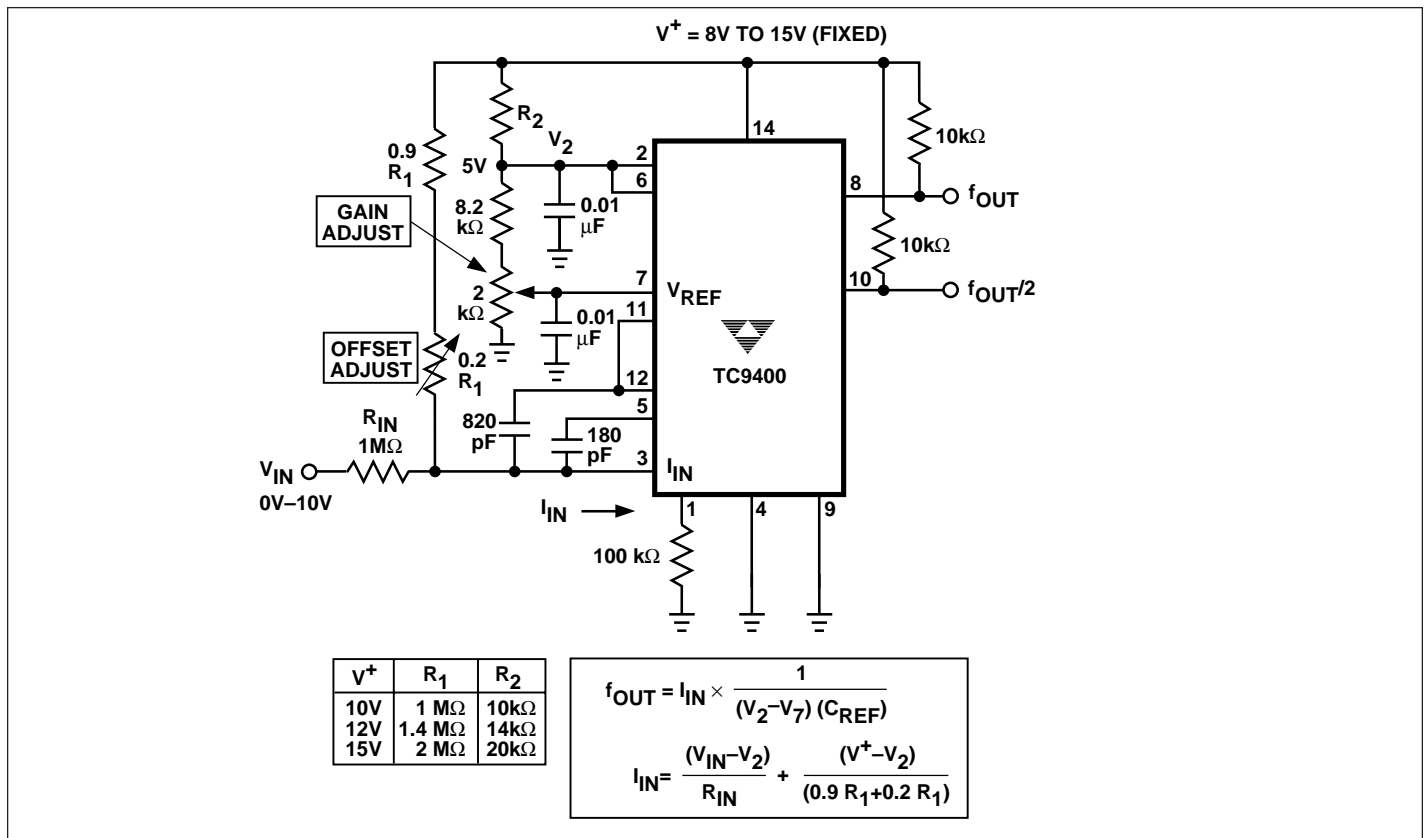 V+ = 8V TO 15V (FIXED)
R2
V2
5V
0.9
R1
GAIN
ADJUST
8.2
kΩ
0.01
µF
2
kΩ
0.01
µF
OFFSET
ADJUST
0.2
R1
RIN
1MΩ
VIN
0V–10V
820
pF
180
pF
IIN
2
6
7
VREF
11
12
5
3
IIN
TC9400
14
8
10
1
4
9
10kΩ
fOUT
10kΩ
fOUT/2
100 kΩ
V+ R1 R2
10V 1 MΩ 10kΩ
12V 1.4 MΩ 14kΩ
15V 2 MΩ 20kΩ
fOUT = IIN × 1
(V2–V7) (CREF)
IIN= (VIN–V2) + (V+–V2)
RIN (0.9 R1+0.2 R1)